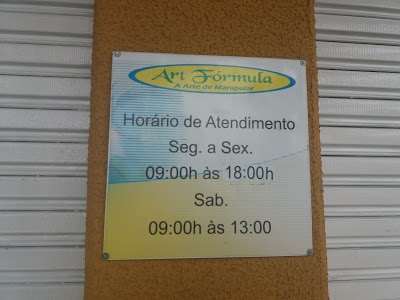 Art Fórmula
A Arte de Manipular
Horário de Atendimento
Seg. a Sex.
09:00h às 18:00h
Sab.
09:00h às 13:00